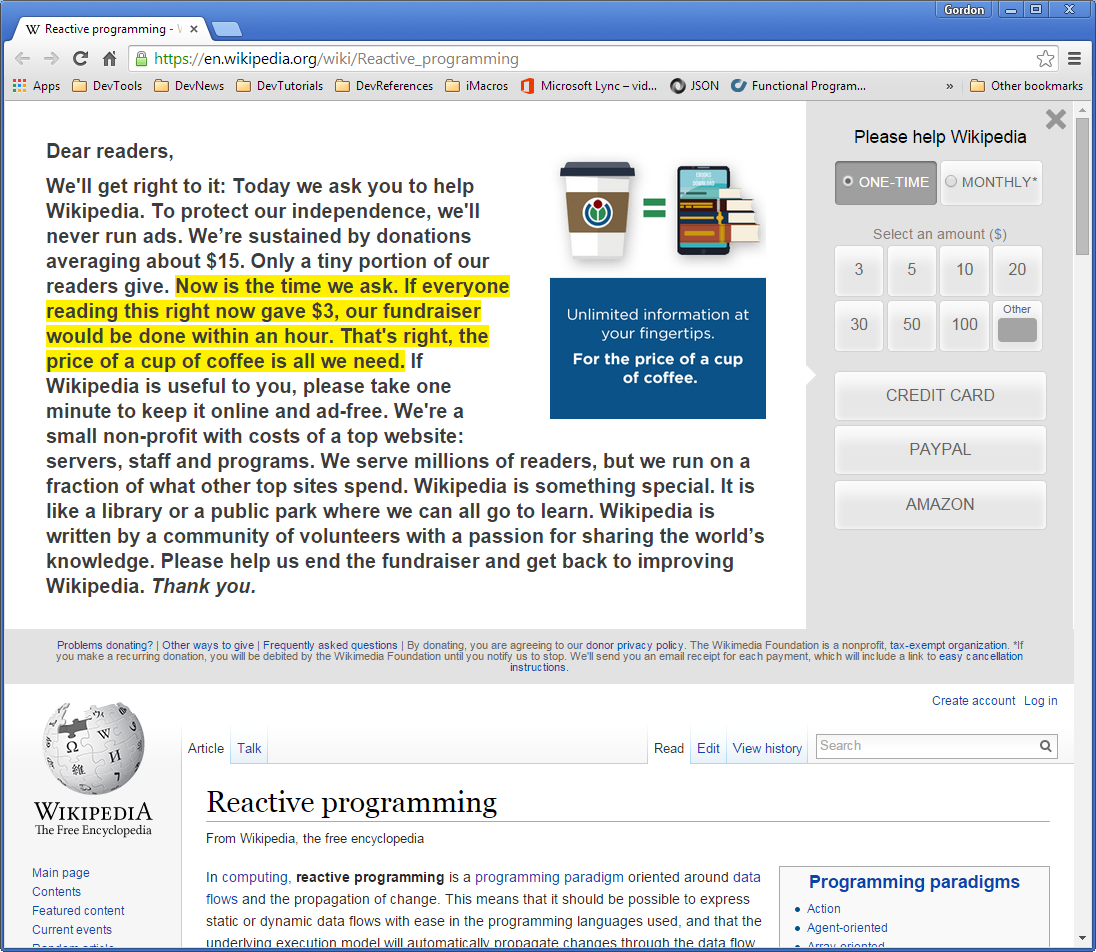 Gordon
Reactive programming - W
https://en.wikipedia.org/wiki/Reactive_programming
Apps DevTools DevNews DevTutorials DevReferences iMacros Microsoft Lync – vid... JSON Functional Program... » Other bookmarks
Dear readers,
We'll get right to it: Today we ask you to help
Wikipedia. To protect our independence, we'll
never run ads. We’re sustained by donations
averaging about $15. Only a tiny portion of our
readers give. Now is the time we ask. If everyone
reading this right now gave $3, our fundraiser
would be done within an hour. That's right, the
price of a cup of coffee is all we need. If
Wikipedia is useful to you, please take one
minute to keep it online and ad-free. We're a
small non-profit with costs of a top website:
servers, staff and programs. We serve millions of readers, but we run on a
fraction of what other top sites spend. Wikipedia is something special. It is
like a library or a public park where we can all go to learn. Wikipedia is
written by a community of volunteers with a passion for sharing the world’s
knowledge. Please help us end the fundraiser and get back to improving
Wikipedia. Thank you.
=
Unlimited information at
your fingertips.
For the price of a cup
of coffee.
Please help Wikipedia
ONE-TIME MONTHLY*
Select an amount ($)
3 5 10 20
30 50 100 Other
CREDIT CARD
PAYPAL
AMAZON
Problems donating? | Other ways to give | Frequently asked questions | By donating, you are agreeing to our donor privacy policy. The Wikimedia Foundation is a nonprofit, tax-exempt organization. *If
you make a recurring donation, you will be debited by the Wikimedia Foundation until you notify us to stop. We'll send you an email receipt for each payment, which will include a link to easy cancellation
instructions.
Create account Log in
Article Talk Read Edit View history Search
WIKIPEDIA
The Free Encyclopedia
Main page
Contents
Featured content
Current events
Random article
Reactive programming
From Wikipedia, the free encyclopedia
In computing, reactive programming is a programming paradigm oriented around data
flows and the propagation of change. This means that it should be possible to express
static or dynamic data flows with ease in the programming languages used, and that the
underlying execution model will automatically propagate changes through the data flow
Programming paradigms
Action
Agent-oriented
Array-oriented